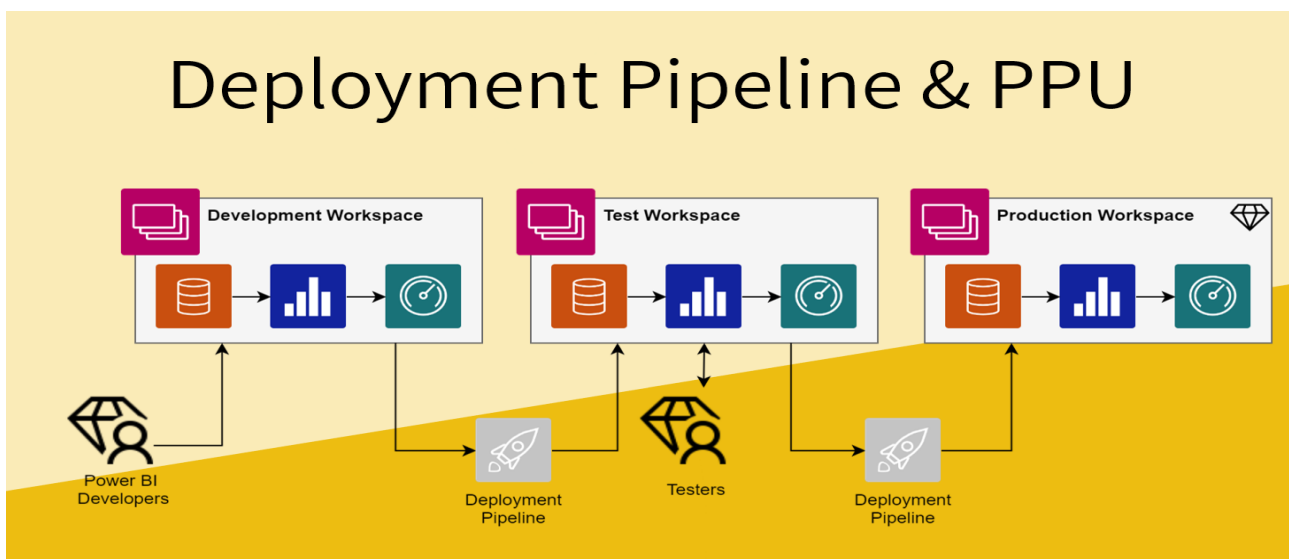 Deployment Pipeline & PPU
Development Workspace
Test Workspace
Production Workspace
Power BI
Developers
Deployment
Pipeline
Testers
Deployment
Pipeline